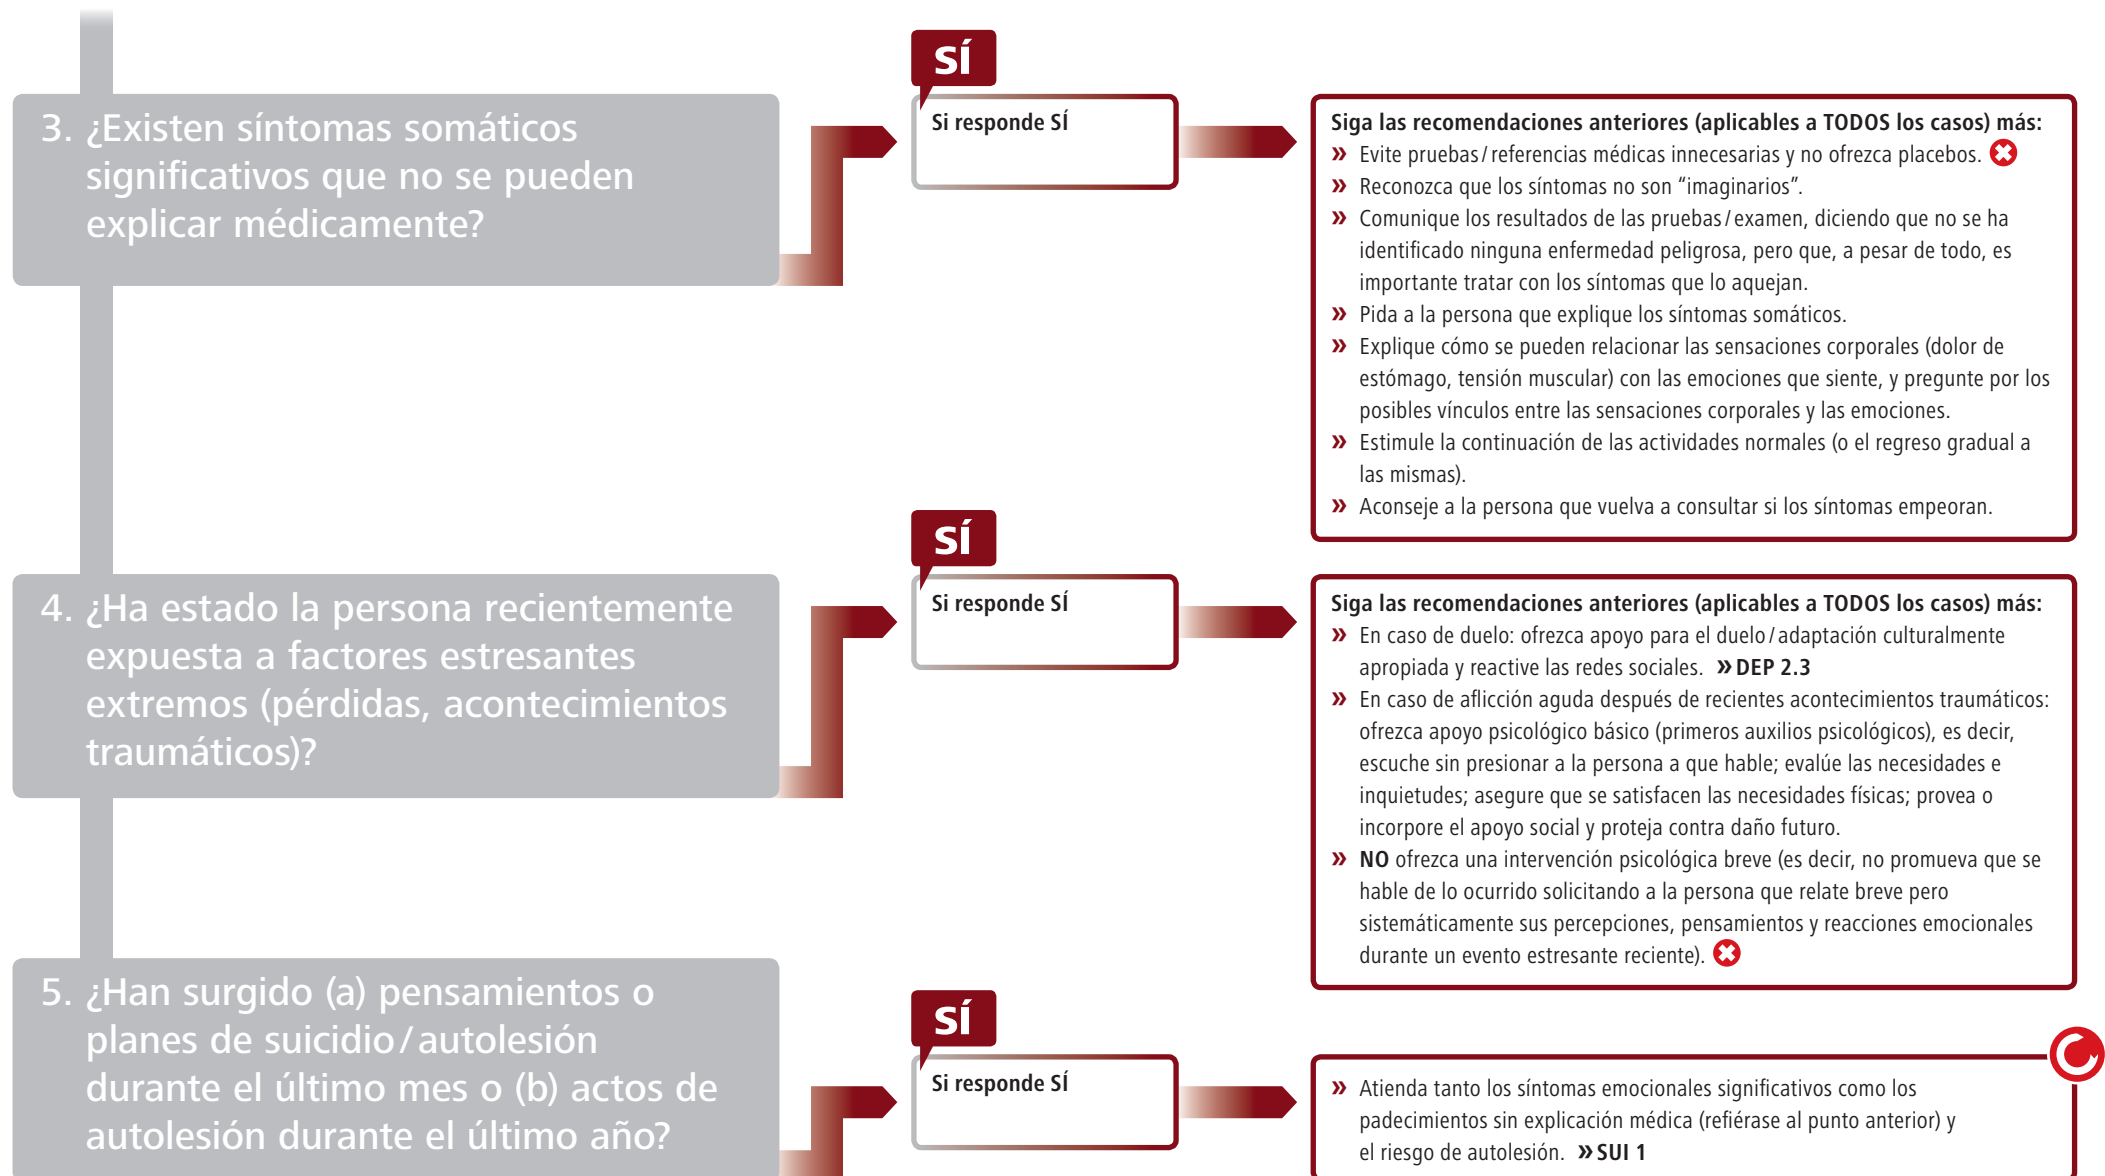 SÍ
3. ¿Existen síntomas somáticos
significativos que no se pueden
explicar médicamente?
Si responde SÍ
Siga las recomendaciones anteriores (aplicables a TODOS los casos) más:
» Evite pruebas/referencias médicas innecesarias y no ofrezca placebos.
» Reconozca que los síntomas no son “imaginarios”.
» Comunique los resultados de las pruebas/examen, diciendo que no se ha
identificado ninguna enfermedad peligrosa, pero que, a pesar de todo, es
importante tratar con los síntomas que lo aquejan.
» Pida a la persona que explique los síntomas somáticos.
» Explique cómo se pueden relacionar las sensaciones corporales (dolor de
estómago, tensión muscular) con las emociones que siente, y pregunte por los
posibles vínculos entre las sensaciones corporales y las emociones.
» Estimule la continuación de las actividades normales (o el regreso gradual a
las mismas).
» Aconseje a la persona que vuelva a consultar si los síntomas empeoran.
SÍ
4. ¿Ha estado la persona recientemente
expuesta a factores estresantes
extremos (pérdidas, acontecimientos
traumáticos)?
Si responde SÍ
Siga las recomendaciones anteriores (aplicables a TODOS los casos) más:
» En caso de duelo: ofrezca apoyo para el duelo/adaptación culturalmente
apropiada y reactive las redes sociales. » DEP 2.3
» En caso de aflicción aguda después de recientes acontecimientos traumáticos:
ofrezca apoyo psicológico básico (primeros auxilios psicológicos), es decir,
escuche sin presionar a la persona a que hable; evalúe las necesidades e
inquietudes; asegure que se satisfacen las necesidades físicas; provea o
incorpore el apoyo social y proteja contra daño futuro.
» NO ofrezca una intervención psicológica breve (es decir, no promueva que se
hable de lo ocurrido solicitando a la persona que relate breve pero
sistemáticamente sus percepciones, pensamientos y reacciones emocionales
durante un evento estresante reciente).
SÍ
5. ¿Han surgido (a) pensamientos o
planes de suicidio/autolesión
durante el último mes o (b) actos de
autolesión durante el último año?
Si responde SÍ
» Atienda tanto los síntomas emocionales significativos como los
padecimientos sin explicación médica (refiérase al punto anterior) y
el riesgo de autolesión. » SUI 1